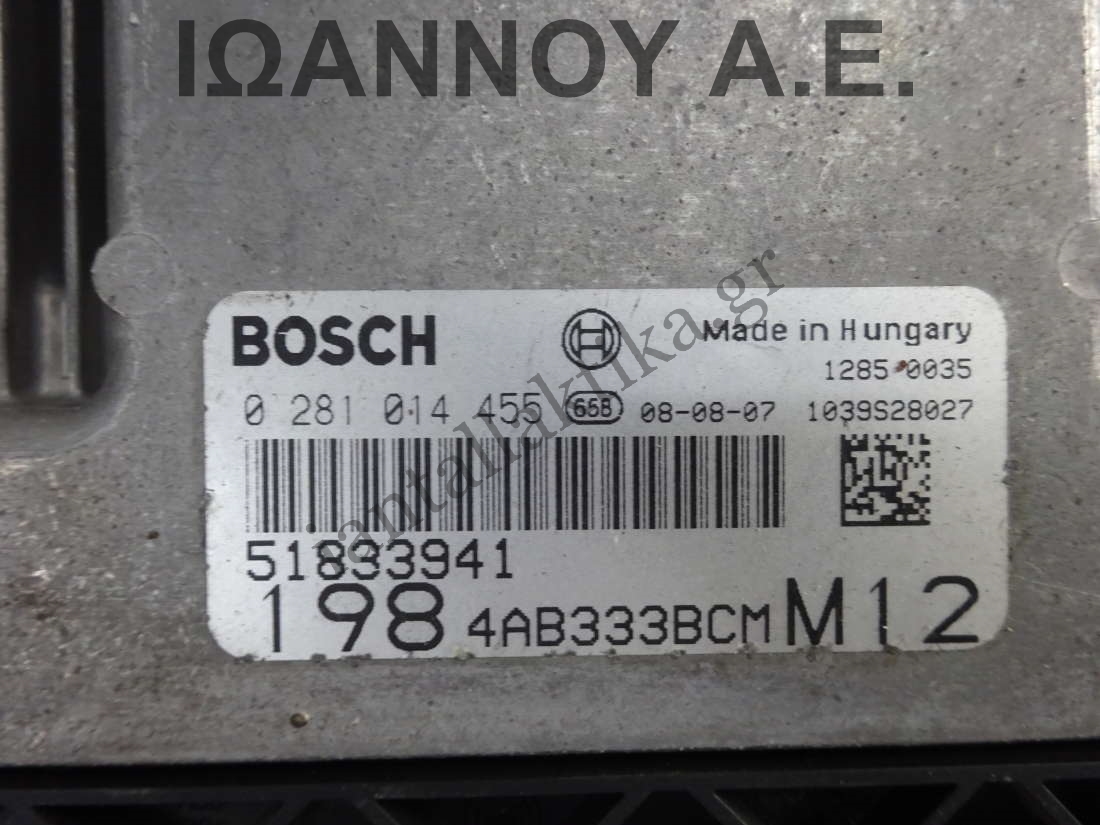 ΙΩΑΝΝΟΥ Α.Ε.
BOSCH Made in Hungary
1285 0035
0 281 014 455 668 08-08-07 1039S28027
antallaktika.gr
51833941
198 4AB333BCM M12